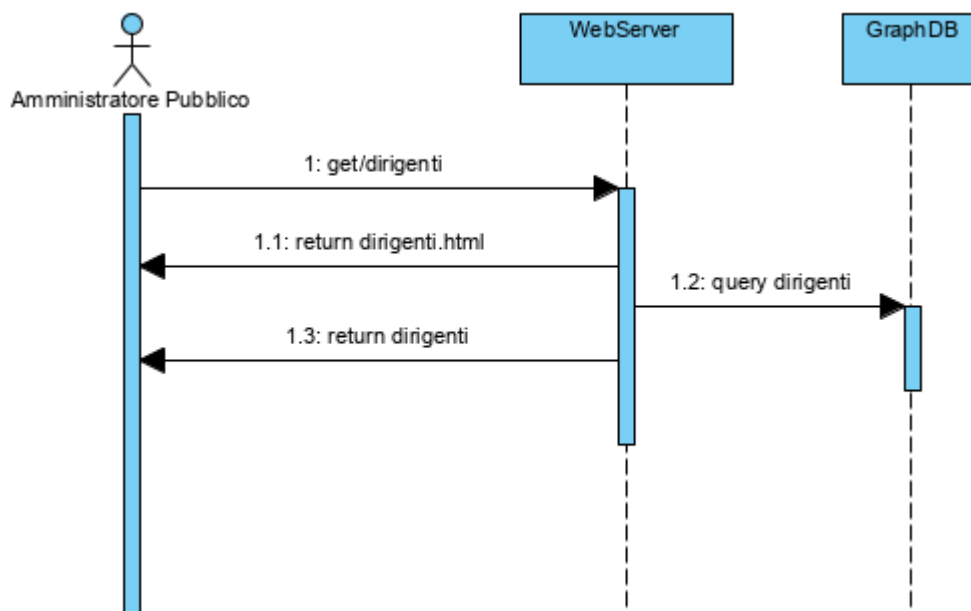 WebServer
GraphDB
Amministratore Pubblico
1: get/dirigenti
1.1: return dirigenti.html
1.2: query dirigenti
1.3: return dirigenti